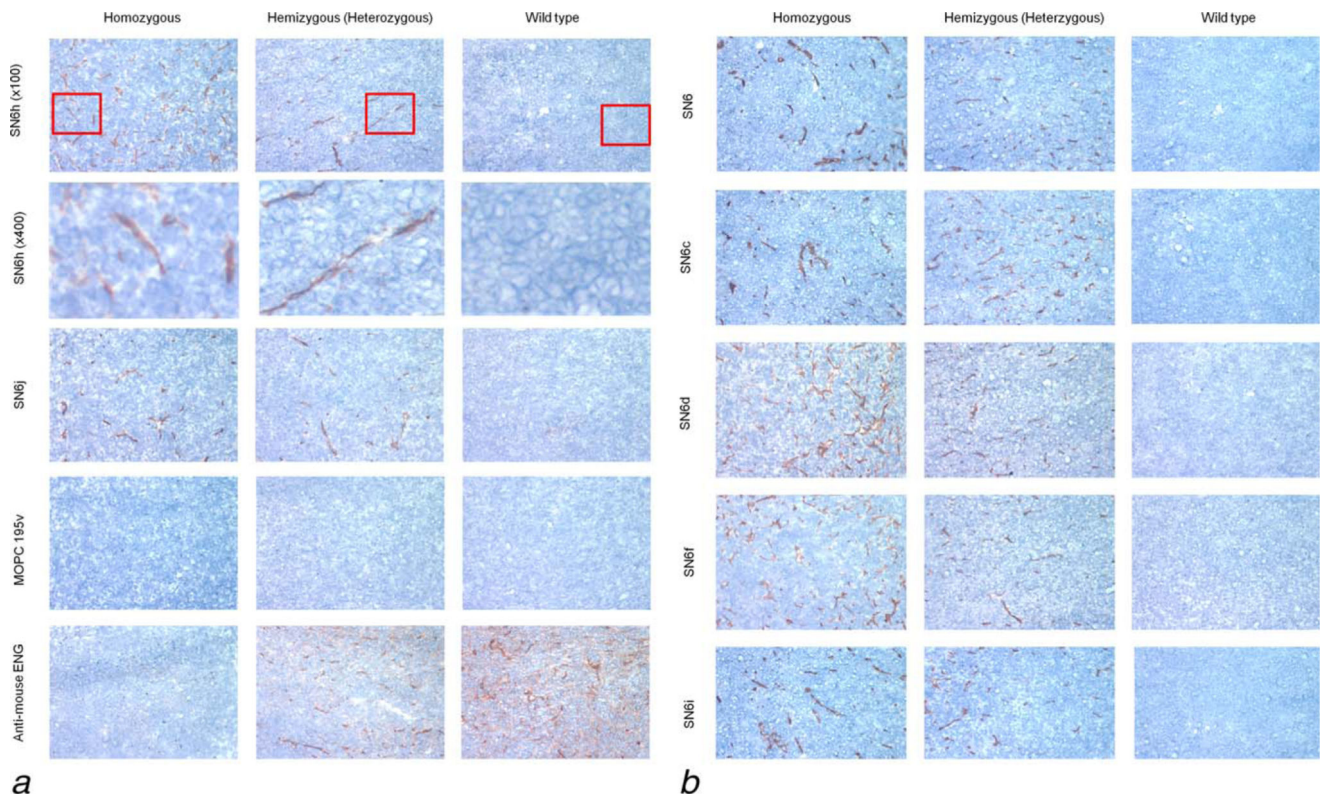 Homozygous Hemizygous (Heterozygous) Wild type
SN6h (x100)
SN6h (x400)
SN6j
MOPC 195v
Anti-mouse ENG
a
Homozygous Hemizygous (Heterzygous) Wild type
SN6
SN6c
SN6d
SN6f
SN6i
b